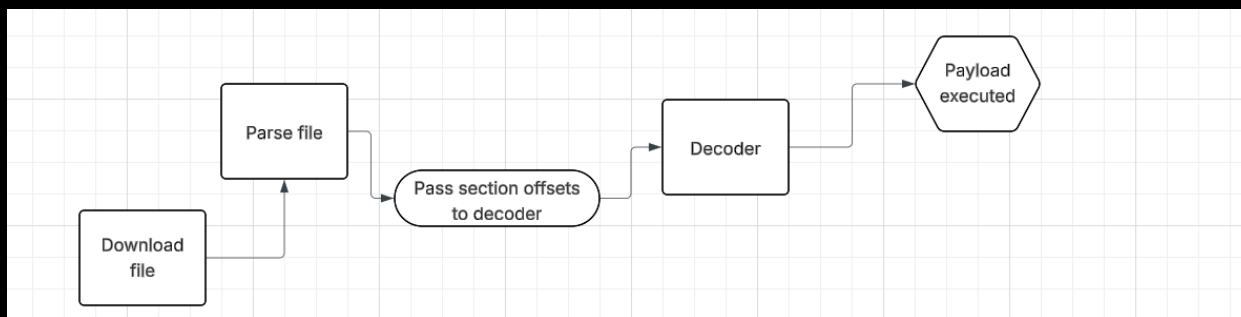 Download
file
Parse file
Pass section offsets
to decoder
Decoder
Payload
executed